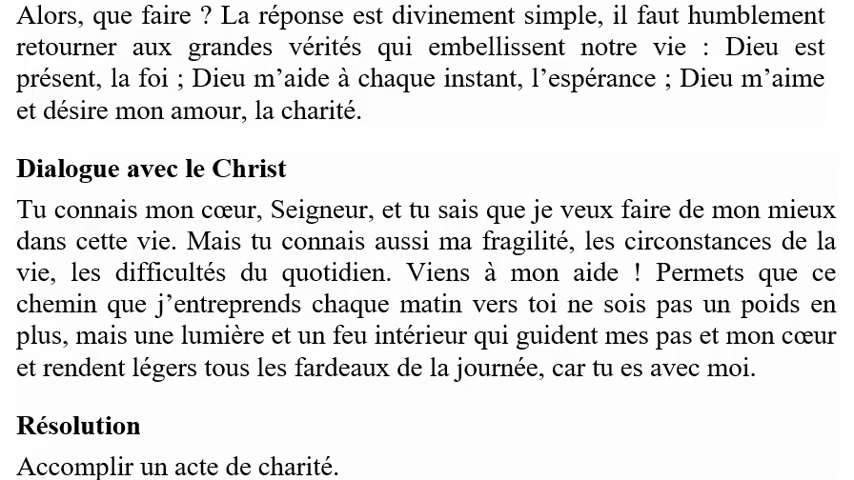 Alors, que faire ? La réponse est divinement simple, il faut humblement
retourner aux grandes vérités qui embellissent notre vie : Dieu est
présent, la foi ; Dieu m’aide à chaque instant, l’espérance ; Dieu m’aime
et désire mon amour, la charité.
Dialogue avec le Christ
Tu connais mon cœur, Seigneur, et tu sais que je veux faire de mon mieux
dans cette vie. Mais tu connais aussi ma fragilité, les circonstances de la
vie, les difficultés du quotidien. Viens à mon aide ! Permets que ce
chemin que j’entreprends chaque matin vers toi ne sois pas un poids en
plus, mais une lumière et un feu intérieur qui guident mes pas et mon cœur
et rendent légers tous les fardeaux de la journée, car tu es avec moi.
Résolution
Accomplir un acte de charité.